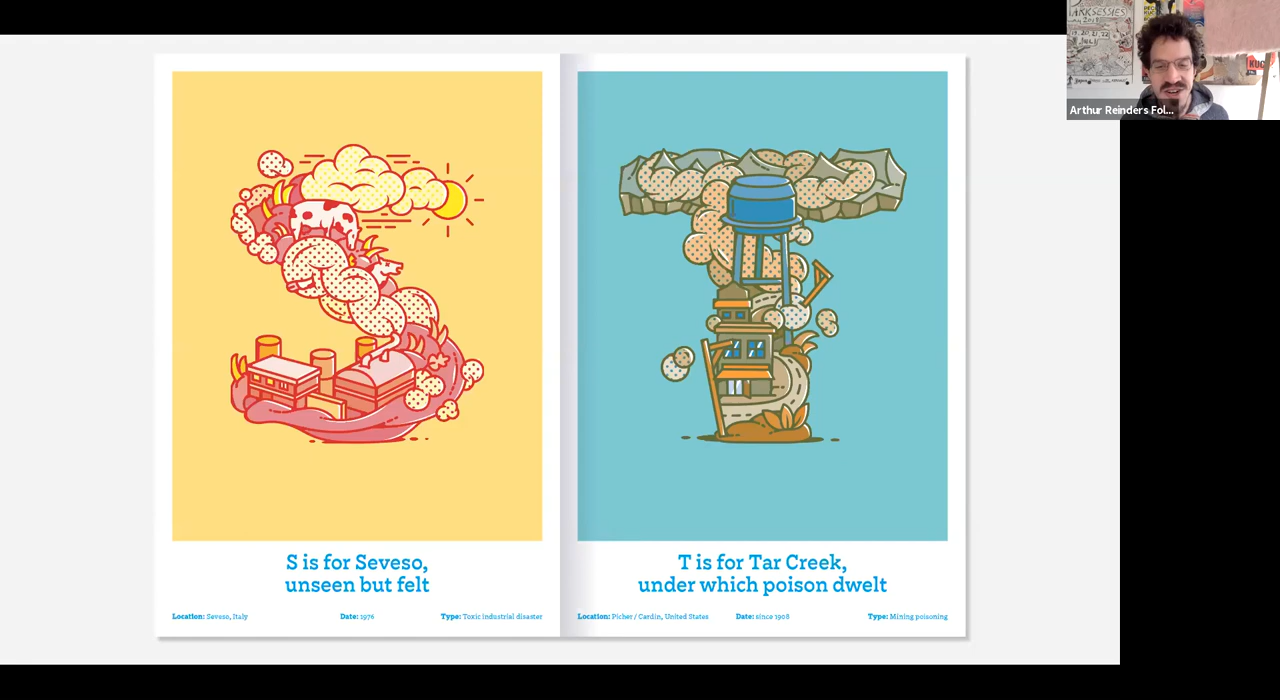 S is for Seveso,
unseen but felt
Location: Seveso, Italy
Date: 1976
Type: Toxic industrial disaster
T is for Tar Creek,
under which poison dwelt
Location: Picher / Cardin, United States
Date: since 1908
Type: Mining poisoning
Arthur Reinders Fol...